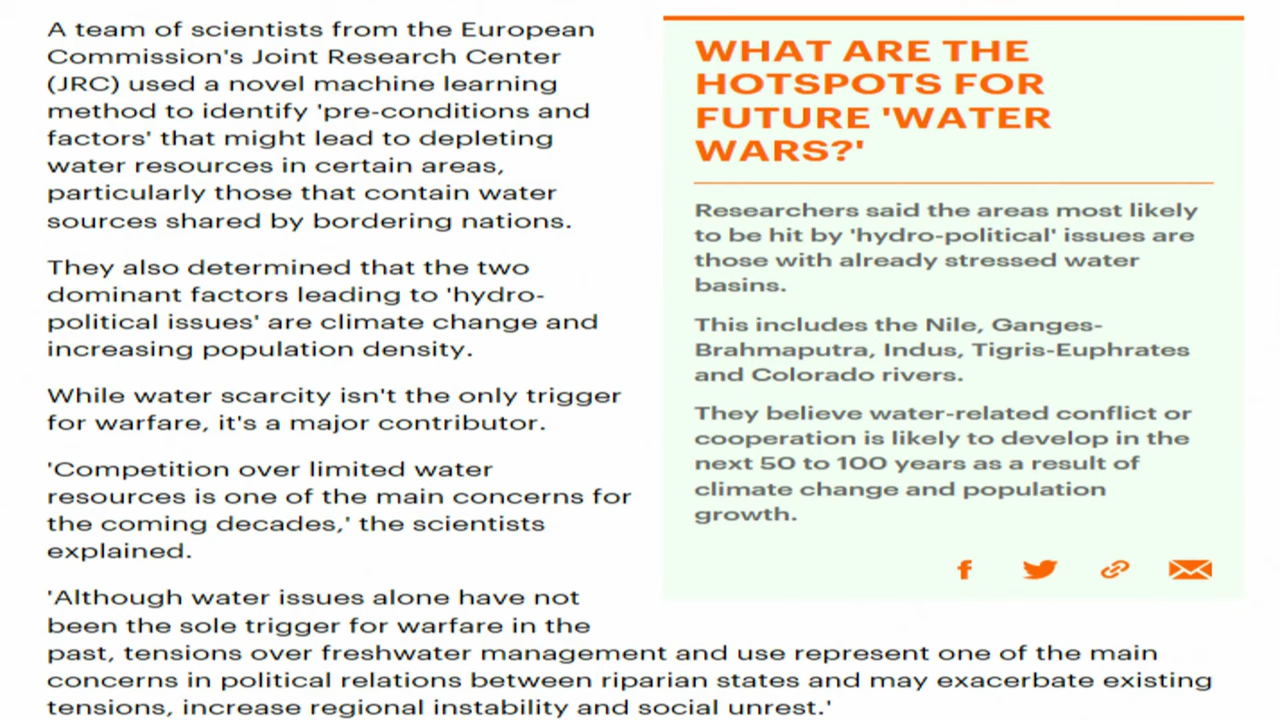 A team of scientists from the European
Commission's Joint Research Center
(JRC) used a novel machine learning
method to identify 'pre-conditions and
factors' that might lead to depleting
water resources in certain areas,
particularly those that contain water
sources shared by bordering nations.
They also determined that the two
dominant factors leading to 'hydro-
political issues' are climate change and
increasing population density.
While water scarcity isn't the only trigger
for warfare, it's a major contributor.
'Competition over limited water
resources is one of the main concerns for
the coming decades,' the scientists
explained.
'Although water issues alone have not
been the sole trigger for warfare in the
past, tensions over freshwater management and use represent one of the main
concerns in political relations between riparian states and may exacerbate existing
tensions, increase regional instability and social unrest.'
WHAT ARE THE
HOTSPOTS FOR
FUTURE 'WATER
WARS?'
Researchers said the areas most likely
to be hit by 'hydro-political' issues are
those with already stressed water
basins.
This includes the Nile, Ganges-
Brahmaputra, Indus, Tigris-Euphrates
and Colorado rivers.
They believe water-related conflict or
cooperation is likely to develop in the
next 50 to 100 years as a result of
climate change and population
growth.